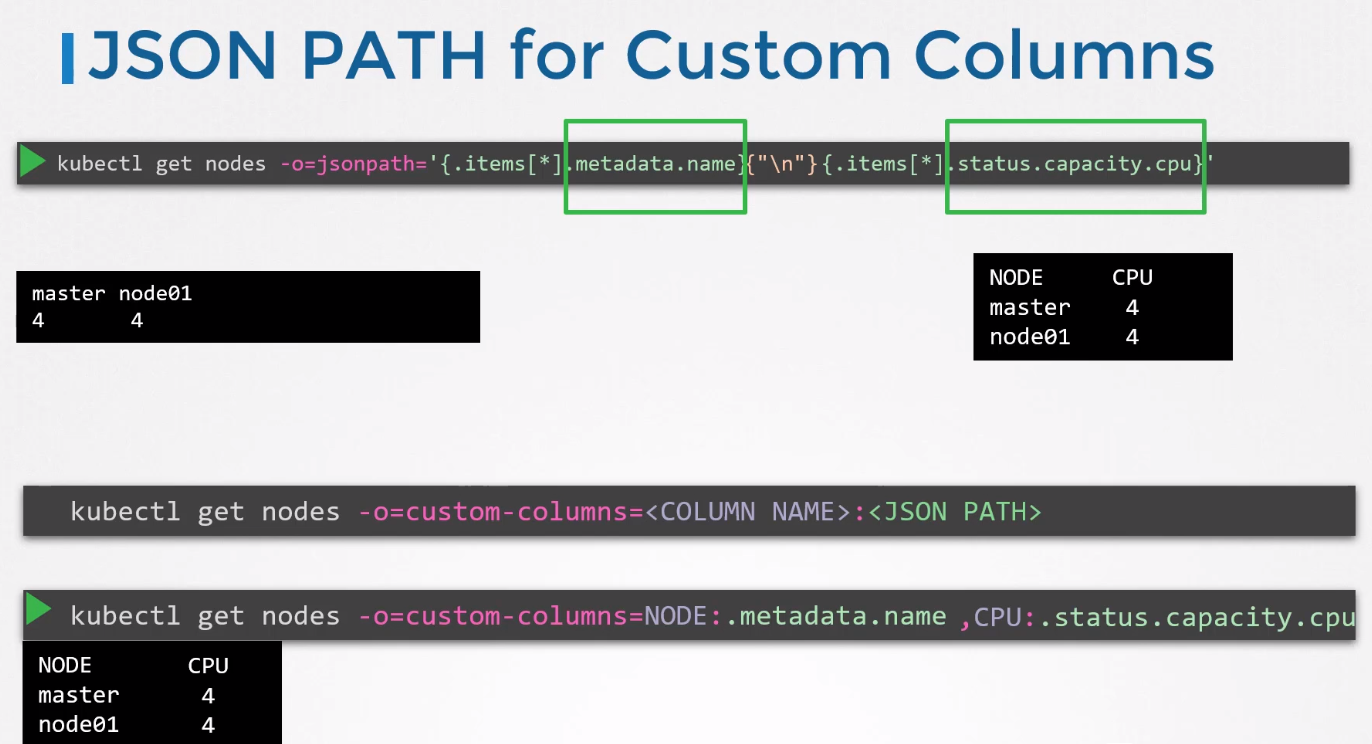 JSON PATH for Custom Columns
kubectl get nodes -o=jsonpath='{.items[*].metadata.name}{"\n"}{.items[*].status.capacity.cpu}'
master node01
4 4
NODE CPU
master 4
node01 4
kubectl get nodes -o=custom-columns=<COLUMN NAME>:<JSON PATH>
kubectl get nodes -o=custom-columns=NODE:.metadata.name ,CPU:.status.capacity.cpu
NODE CPU
master 4
node01 4